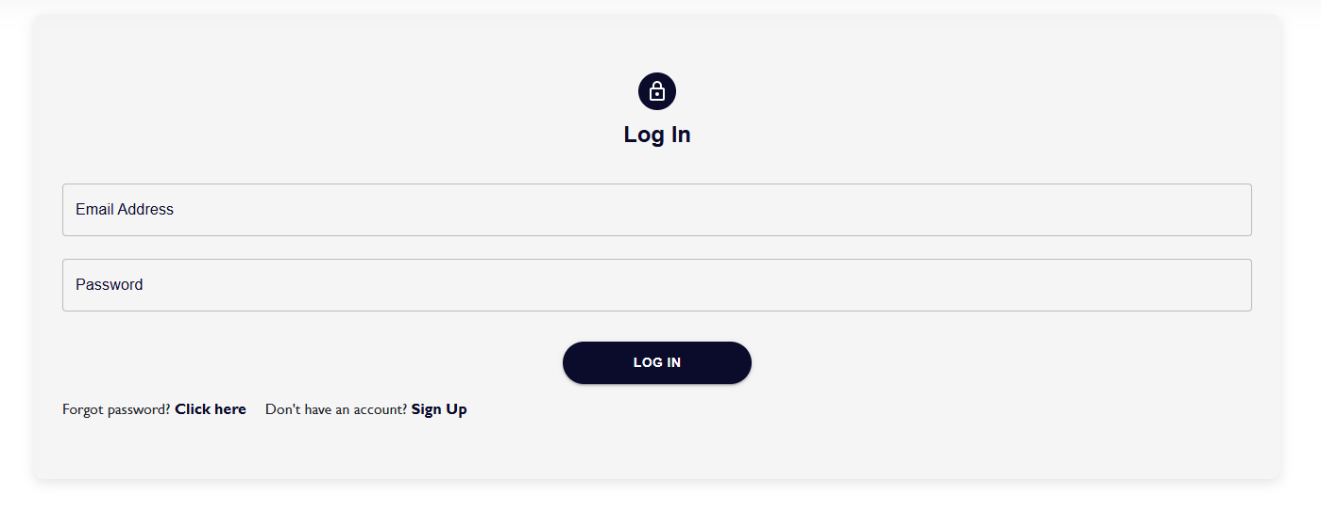 Log In
Email Address
Password
LOG IN
Forgot password? Click here Don't have an account? Sign Up